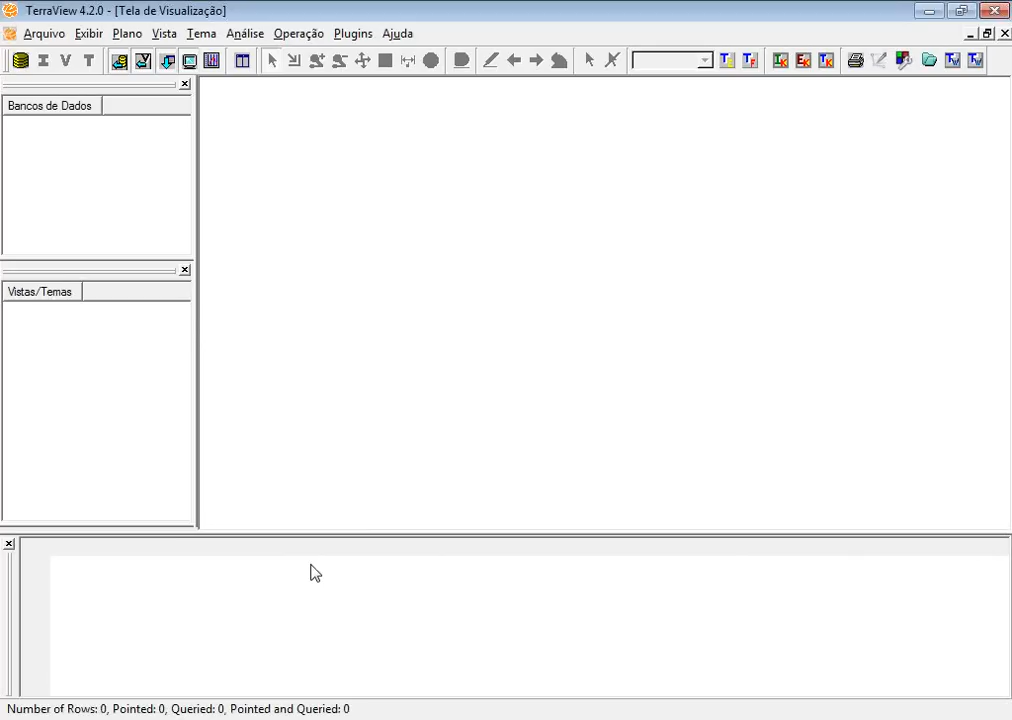 TerraView 4.2.0 - [Tela de Visualização]
Arquivo Exibir Plano Vista Tema Análise Operação Plugins Ajuda
I V T
Bancos de Dados
Vistas/Temas
Number of Rows: 0, Pointed: 0, Queried: 0, Pointed and Queried: 0